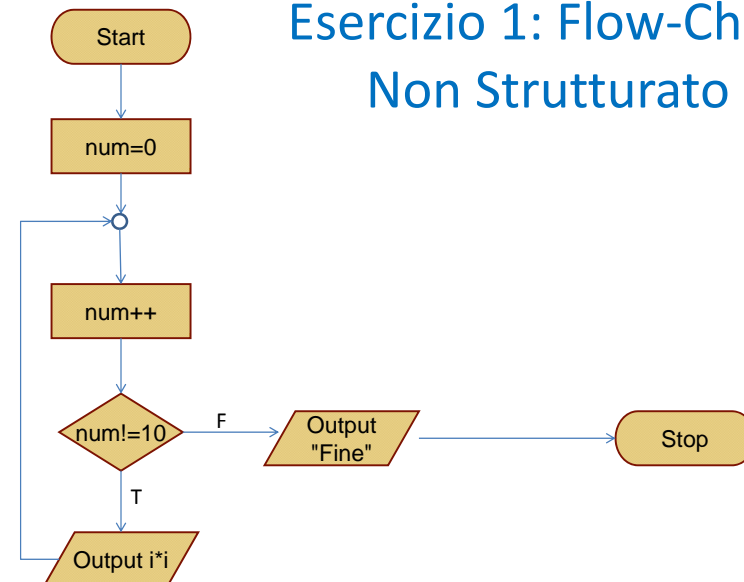 Esercizio 1: Flow-Ch
Non Strutturato
Start
num=0
num++
num!=10
F
Output
"Fine"
Stop
T
Output i*i